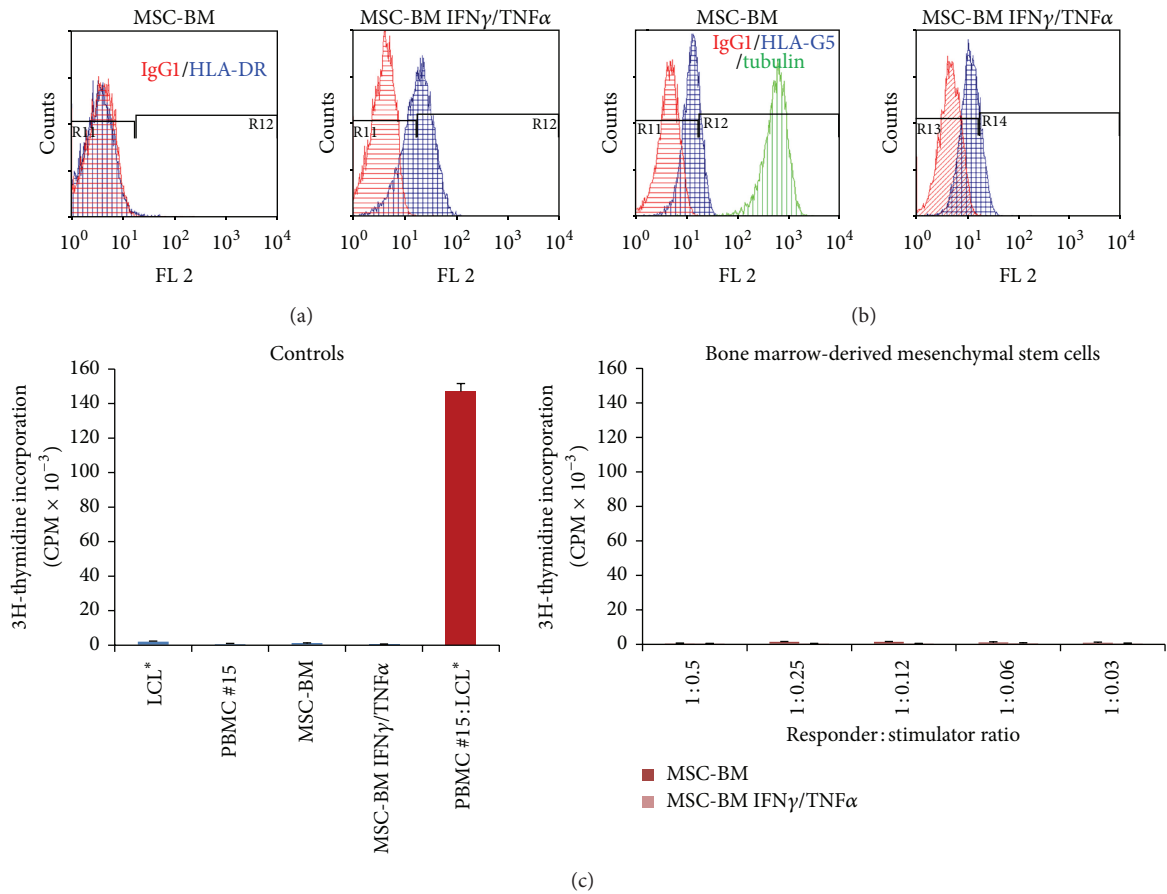 MSC-BM
Counts
IgG1/HLA-DR
R11
R12
10⁰ 10¹ 10² 10³ 10⁴
FL 2
MSC-BM IFNγ/TNFα
Counts
R11
R12
10⁰ 10¹ 10² 10³ 10⁴
FL 2
(a)
MSC-BM
Counts
IgG1/HLA-G5
/tubulin
R11
R12
10⁰ 10¹ 10² 10³ 10⁴
FL 2
MSC-BM IFNγ/TNFα
Counts
R13
R14
10⁰ 10¹ 10² 10³ 10⁴
FL 2
(b)
Controls
3H-thymidine incorporation
(CPM × 10⁻³)
160
140
120
100
80
60
40
20
0
LCL*
PBMC #15
MSC-BM
MSC-BM IFNγ/TNFα
PBMC #15:LCL*
Bone marrow-derived mesenchymal stem cells
3H-thymidine incorporation
(CPM × 10⁻³)
160
140
120
100
80
60
40
20
0
1:0.5
1:0.25
1:0.12
1:0.06
1:0.03
Responder:stimulator ratio
MSC-BM
MSC-BM IFNγ/TNFα
(c)